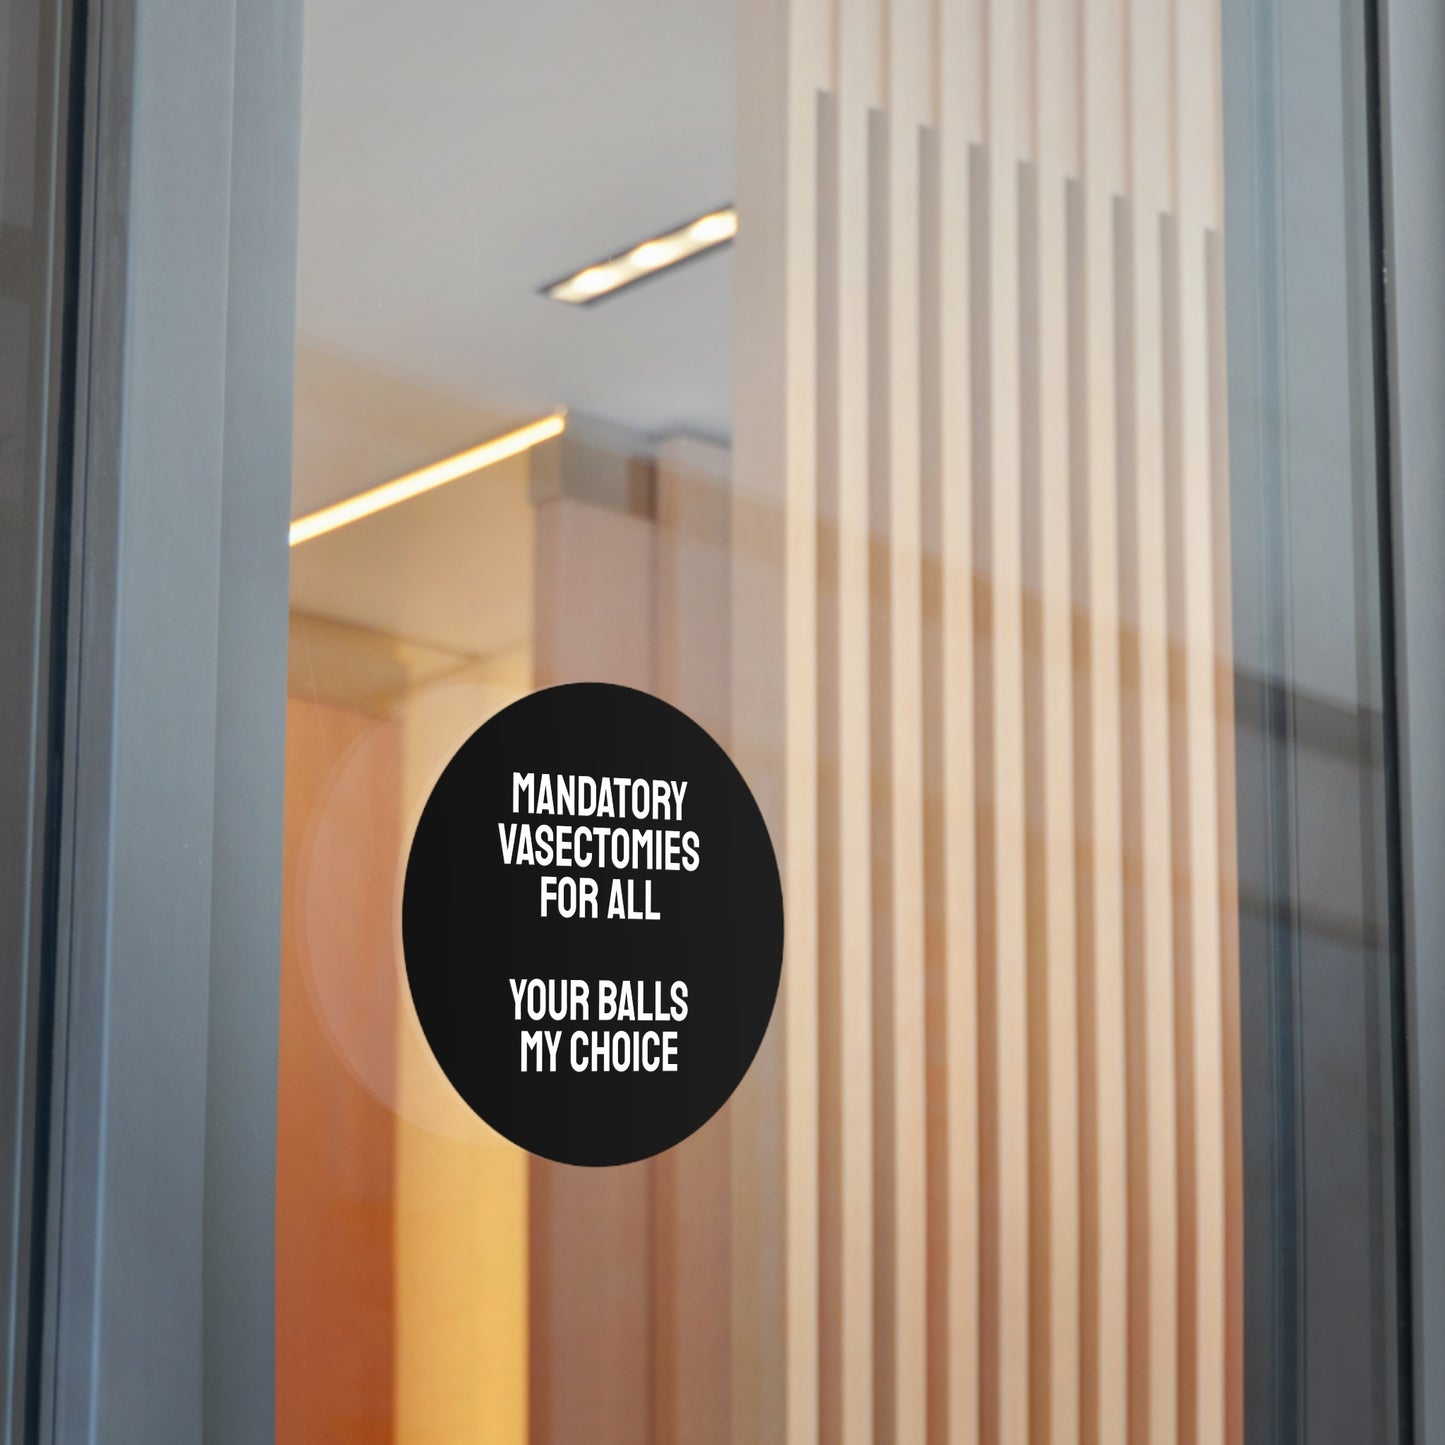 MANDATORY
VASECTOMIES
FOR ALL
YOUR BALLS
MY CHOICE